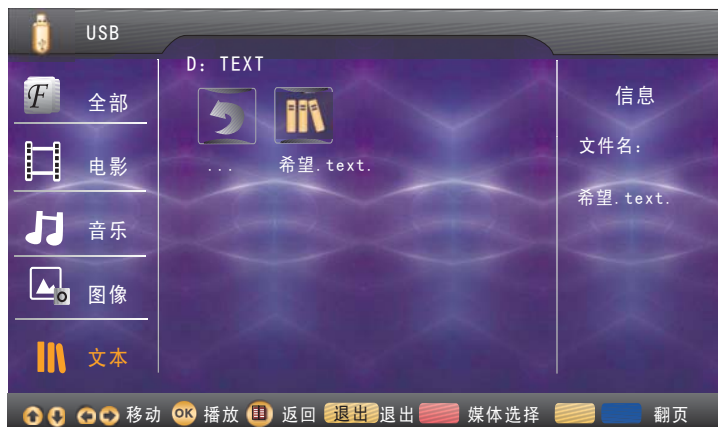 USB
D: TEXT
F 全部
电影
音乐
图像
文本
...
希望.text.
信息
文件名:
希望.text.
移动 OK 播放 返回 退出 退出 媒体选择 翻页